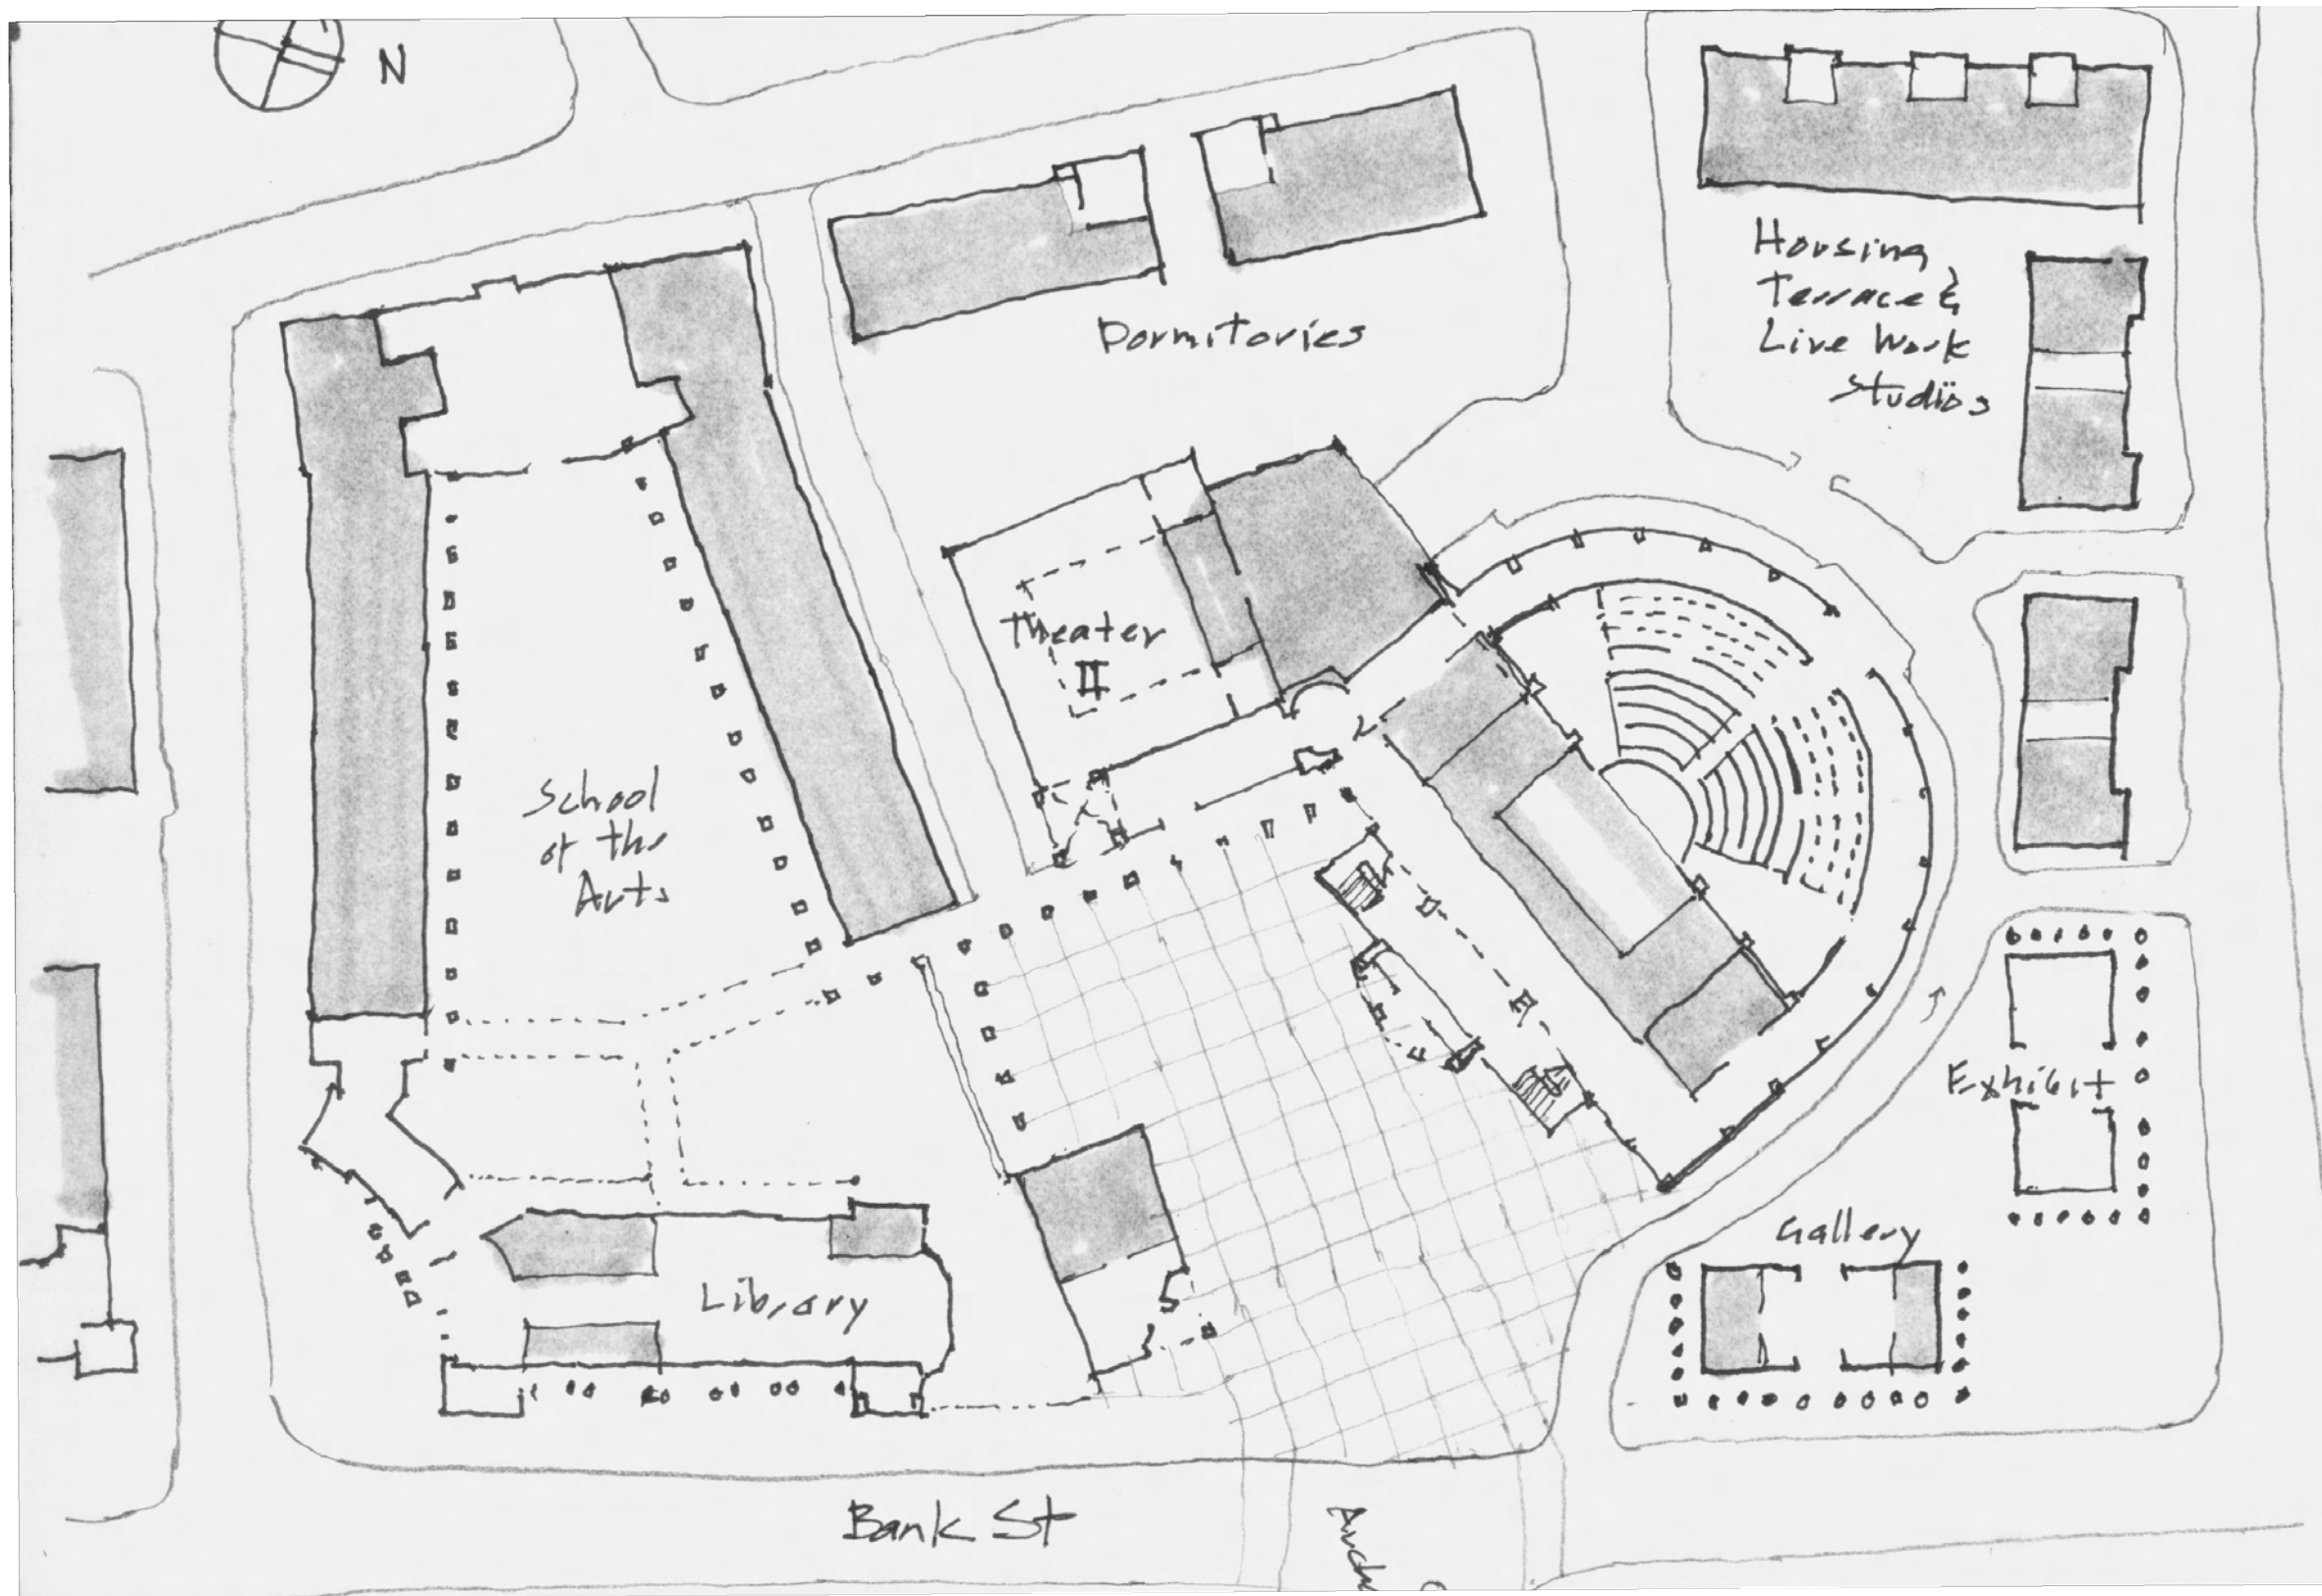 N
Dormitories
Housing
Terrace &
Live Work
Studios
Theater
II
School
of the
Arts
Exhibit
Gallery
Library
Bank St